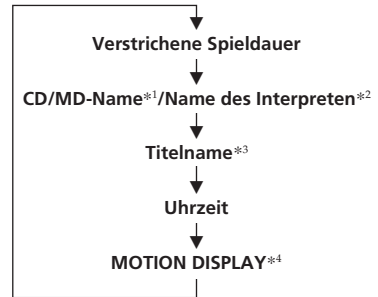 Verstrichene Spieldauer
CD/MD-Name*1/Name des Interpreten*2
Titelname*3
Uhrzeit
MOTION DISPLAY*4